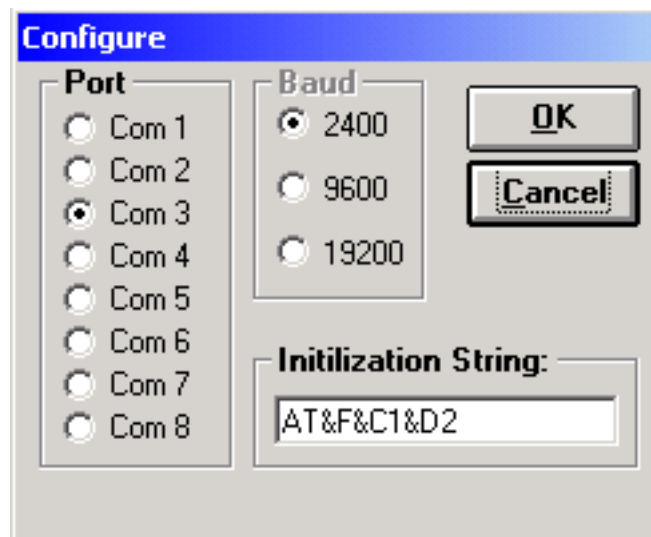 Configure
Port
Com 1
Com 2
Com 3
Com 4
Com 5
Com 6
Com 7
Com 8
Baud
2400
9600
19200
OK
Cancel
Initilization String:
AT&F&C1&D2